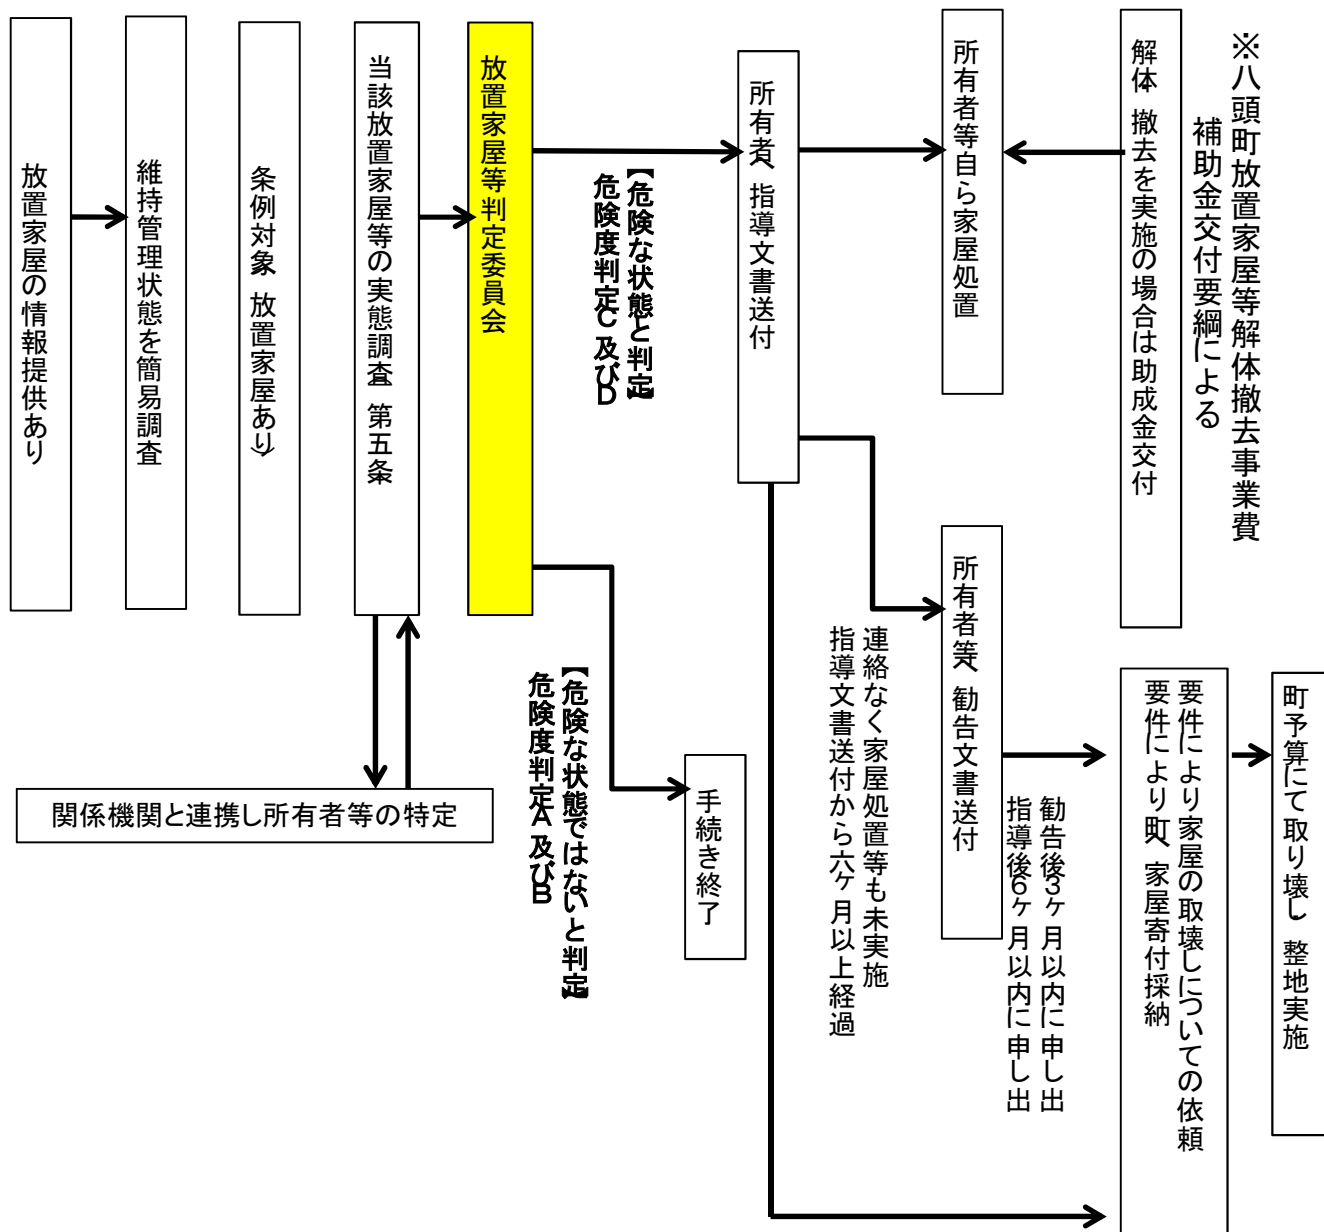 放置家屋の情報提供あり
維持管理状態を簡易調査
条例対象（放置家屋あり）
当該放置家屋等の実態調査（第五条
関係機関と連携し所有者等の特定
放置家屋等判定委員会
【危険な状態と判定】
危険度判定C及びD
【危険な状態ではないと判定】
危険度判定A及びB
手続き終了
所有者へ指導文書送付
所有者等自ら家屋処置
解体・撤去を実施の場合は助成金交付
※八頭町放置家屋等解体撤去事業費
補助金交付要綱による
連絡なく家屋処置等も未実施
指導文書送付から六ヶ月以上経過
所有者等へ勧告文書送付
勧告後3ヶ月以内に申し出
指導後6ヶ月以内に申し出
要件により家屋の取壊しについての依頼
要件により町へ家屋寄付採納
町予算にて取り壊し、整地実施